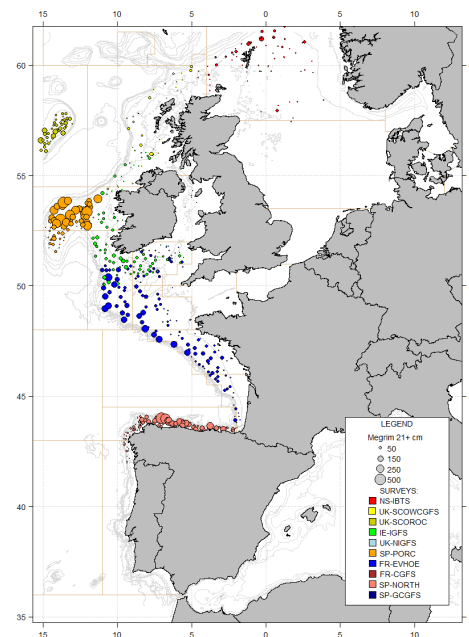 15 10 5 0 5 10
60
55
50
45
40
35
LEGEND
Megrim 21+ cm
50
150
250
500
SURVEYS:
NS-IBTS
UK-SCOWCGFS
UK-SCOROC
IE-IGFS
UK-NIGFS
SP-PORC
FR-EVHOE
FR-CGFS
SP-NORTH
SP-GCGFS
15 10 5 0 5 10